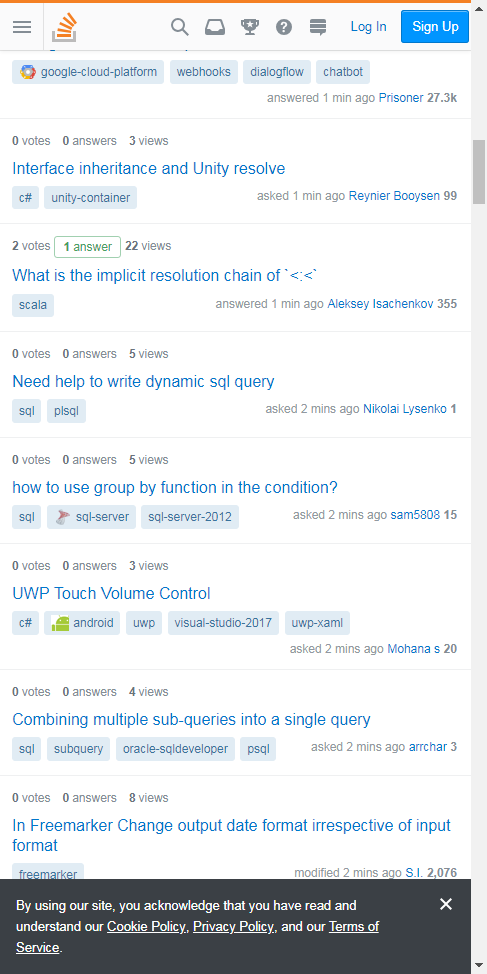 Log In Sign Up
google-cloud-platform webhooks dialogflow chatbot
answered 1 min ago Prisoner 27.3k
0 votes 0 answers 3 views
Interface inheritance and Unity resolve
c# unity-container asked 1 min ago Reynier Booysen 99
2 votes 1 answer 22 views
What is the implicit resolution chain of `<:<`
scala answered 1 min ago Aleksey Isachenkov 355
0 votes 0 answers 5 views
Need help to write dynamic sql query
sql plsql asked 2 mins ago Nikolai Lysenko 1
0 votes 0 answers 5 views
how to use group by function in the condition?
sql sql-server sql-server-2012 asked 2 mins ago sam5808 15
0 votes 0 answers 3 views
UWP Touch Volume Control
c# android uwp visual-studio-2017 uwp-xaml
asked 2 mins ago Mohana s 20
0 votes 0 answers 4 views
Combining multiple sub-queries into a single query
sql subquery oracle-sqldeveloper psql asked 2 mins ago arrchar 3
0 votes 0 answers 8 views
In Freemarker Change output date format irrespective of input
format
freemarker modified 2 mins ago S.I. 2,076
By using our site, you acknowledge that you have read and
understand our Cookie Policy, Privacy Policy, and our Terms of
Service.